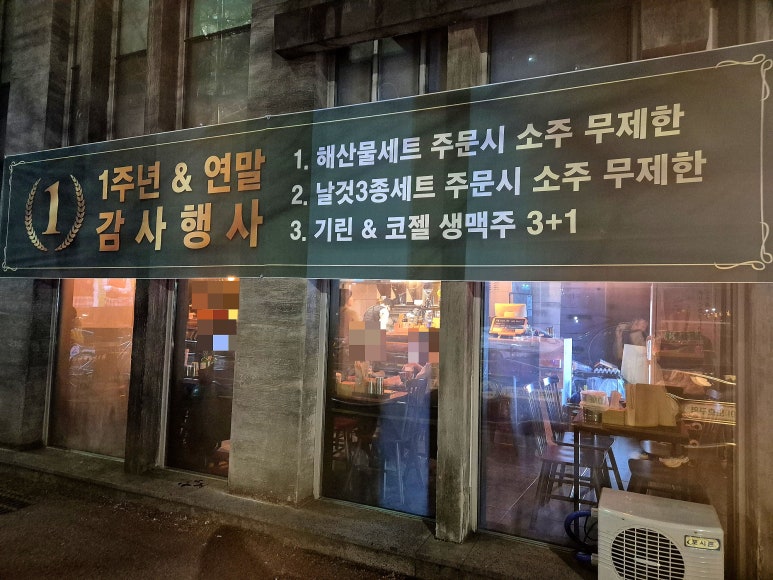 1
1주년 & 연말
감사행사
1. 해산물세트 주문시 소주 무제한
2. 날것3종세트 주문시 소주 무제한
3. 기린 & 코젤 생맥주 3+1